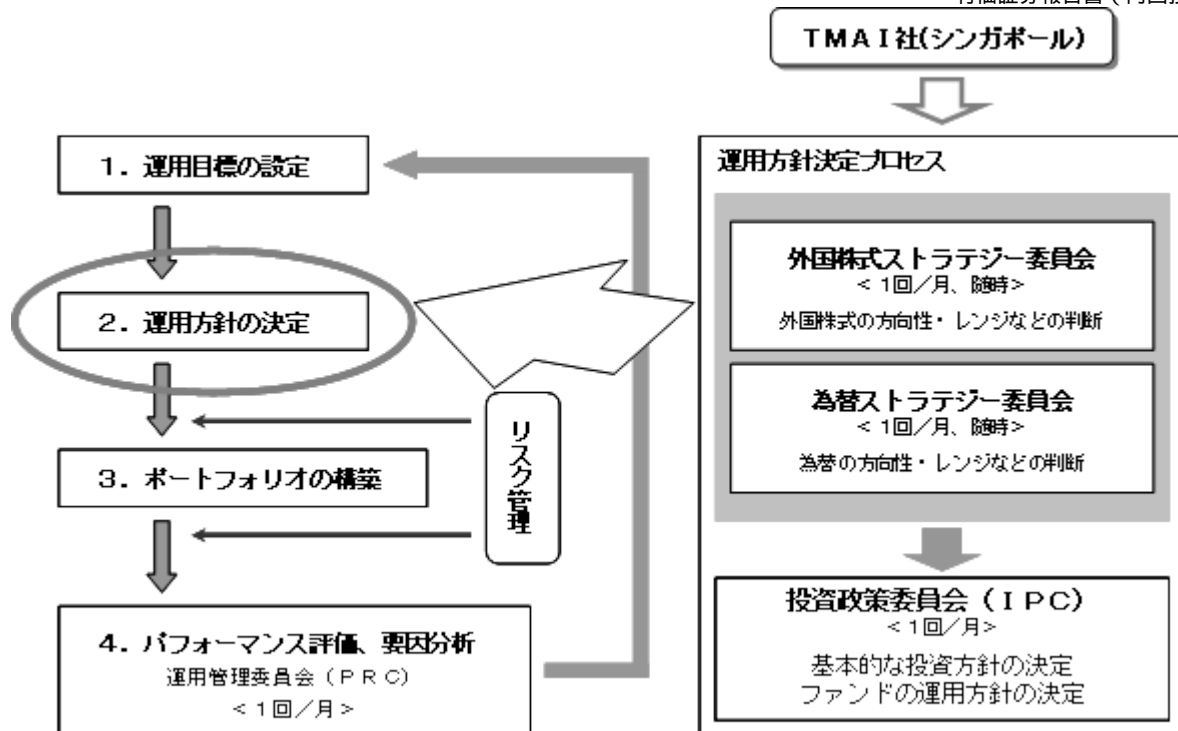 TMAI社(シンガポール)
1.運用目標の設定
2.運用方針の決定
3.ポートフォリオの構築
4.パフォーマンス評価、要因分析
運用管理委員会(PRC)
<1回/月>
リスク管理
運用方針決定プロセス
外国株式ストラテジー委員会
<1回/月、随時>
外国株式の方向性・レンジなどの判断
為替ストラテジー委員会
<1回/月、随時>
為替の方向性・レンジなどの判断
投資政策委員会(IPC)
<1回/月>
基本的な投資方針の決定
ファンドの運用方針の決定